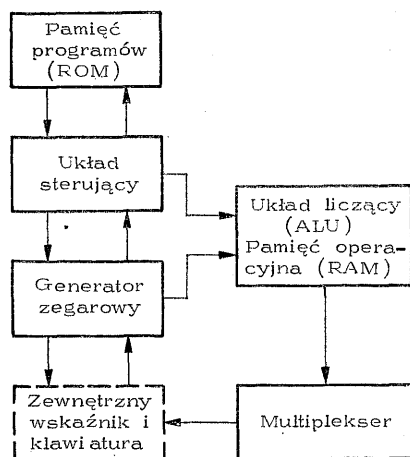 Pamięć
programów
(ROM)
Układ
sterujący
Układ liczący
(ALU)
Pamięć opera-
cyjna (RAM)
Generator
zegarowy
Zewnętrzny
wskaźnik i
klawiatura
Multiplekser